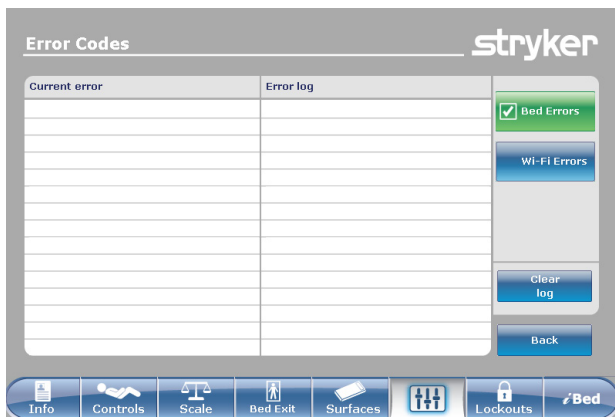 Error Codes
stryker
Current error
Error log
Bed Errors
Wi-Fi Errors
Clear
log
Back
Info
Controls
Scale
Bed Exit
Surfaces
Lockouts
iBed